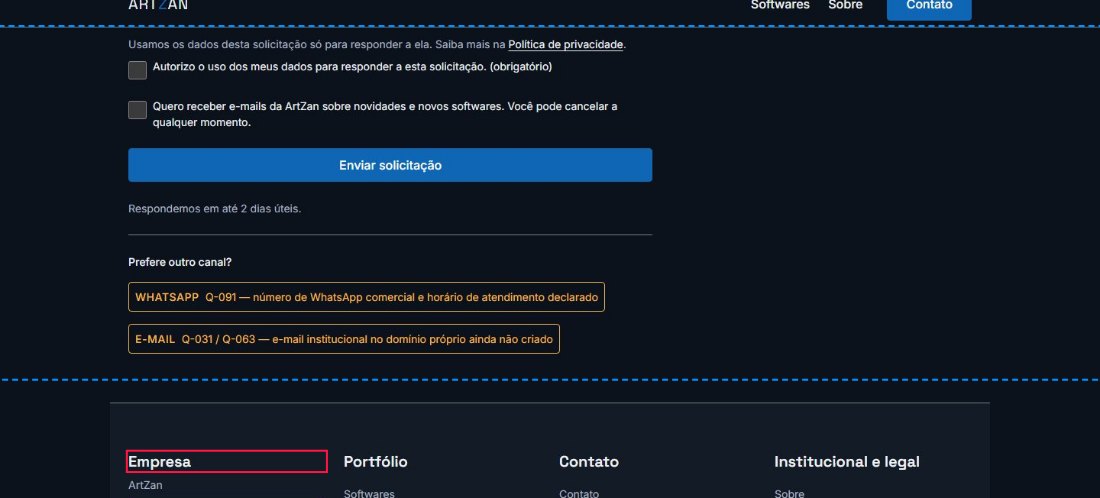 ARTZAN
Softwares Sobre Contato
Usamos os dados desta solicitação só para responder a ela. Saiba mais na Política de privacidade.
Autorizo o uso dos meus dados para responder a esta solicitação. (obrigatório)
Quero receber e-mails da ArtZan sobre novidades e novos softwares. Você pode cancelar a
qualquer momento.
Enviar solicitação
Respondemos em até 2 dias úteis.
Prefere outro canal?
WHATSAPP Q-091 — número de WhatsApp comercial e horário de atendimento declarado
E-MAIL Q-031 / Q-063 — e-mail institucional no domínio próprio ainda não criado
Empresa Portfólio Contato Institucional e legal
ArtZan
Softwares Contato Sobre